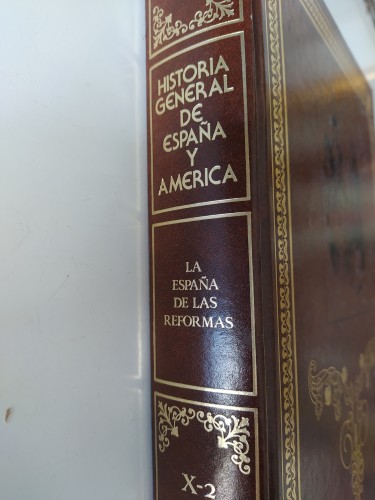 HISTORIA
GENERAL
DE
ESPAÑA
Y
AMERICA
LA
ESPAÑA
DE LAS
REFORMAS
X-2